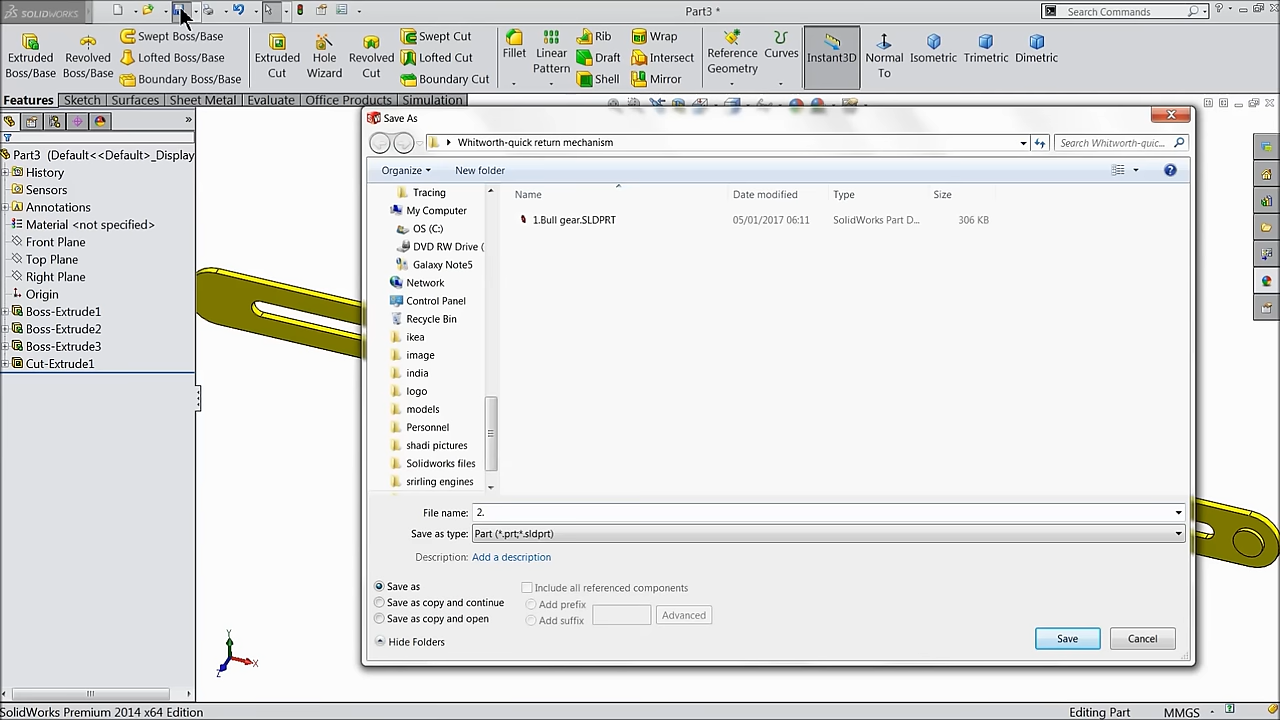 SOLIDWORKS
Part3 *
Search Commands
Extruded Boss/Base
Revolved Boss/Base
Swept Boss/Base
Lofted Boss/Base
Boundary Boss/Base
Extruded Cut
Hole Wizard
Revolved Cut
Swept Cut
Lofted Cut
Boundary Cut
Fillet
Linear Pattern
Rib
Draft
Shell
Wrap
Intersect
Mirror
Reference Geometry
Curves
Instant3D
Normal To
Isometric
Trimetric
Dimetric
Features
Sketch
Surfaces
Sheet Metal
Evaluate
Office Products
Simulation
Part3 (Default<<Default>_Display
History
Sensors
Annotations
Material <not specified>
Front Plane
Top Plane
Right Plane
Origin
Boss-Extrude1
Boss-Extrude2
Boss-Extrude3
Cut-Extrude1
Save As
Whitworth-quick return mechanism
Search Whitworth-quic...
Organize
New folder
Tracing
My Computer
OS (C:)
DVD RW Drive (
Galaxy Note5
Network
Control Panel
Recycle Bin
ikea
image
india
logo
models
Personnel
shadi pictures
Solidworks files
srirling engines
Name Date modified Type Size
1.Bull gear.SLDPRT 05/01/2017 06:11 SolidWorks Part D... 306 KB
File name: 2.
Save as type: Part (*.prt;*.sldprt)
Description: Add a description
Save as
Save as copy and continue
Save as copy and open
Include all referenced components
Add prefix
Add suffix
Advanced
Hide Folders
Save
Cancel
Y
X
Z
SolidWorks Premium 2014 x64 Edition
Editing Part
MMGS